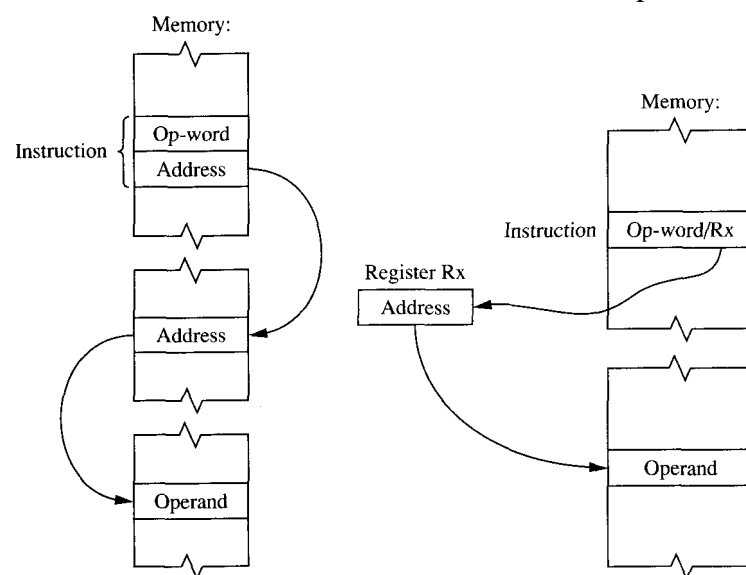 Memory:
Op-word
Instruction
Address
Address
Operand
Memory:
Instruction
Op-word/Rx
Register Rx
Address
Operand